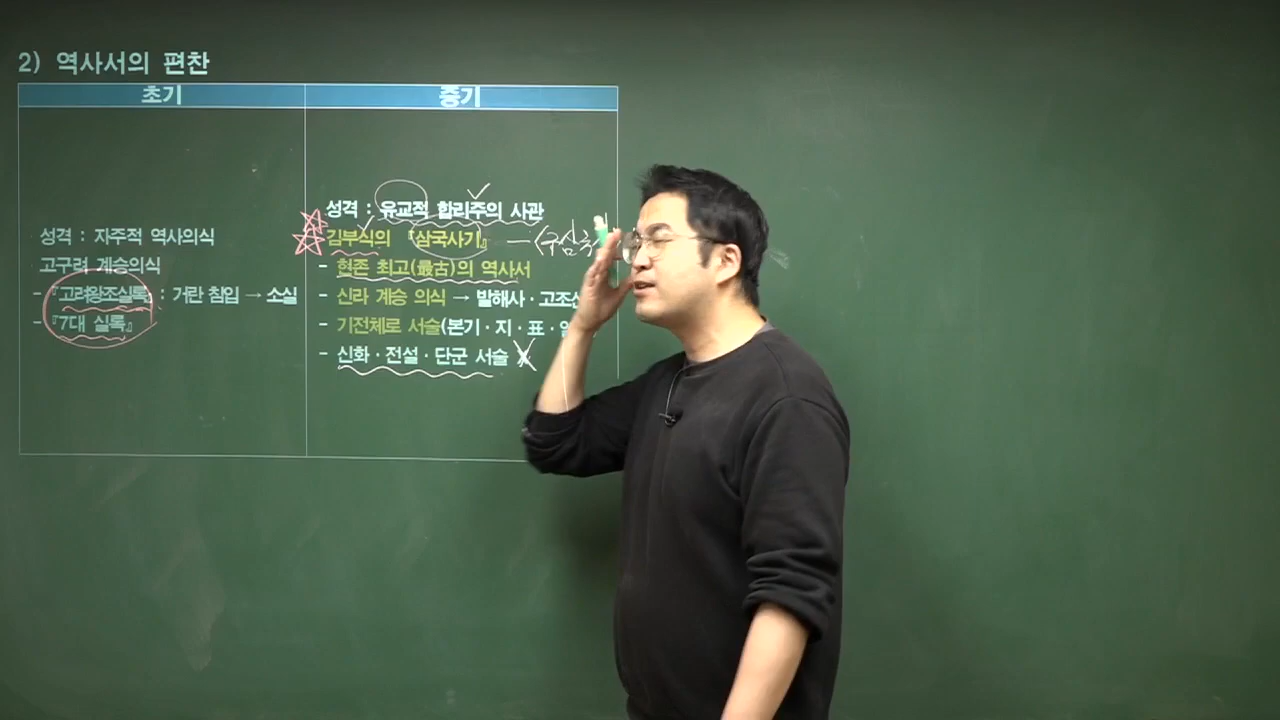 2) 역사서의 편찬
초기
중기
성격 : 자주적 역사의식
고구려 계승의식
- 『고려왕조실록』 : 거란 침입 → 소실
- 『7대 실록』
성격 : 유교적 합리주의 사관
김부식의 『삼국사기』 — <구삼국
- 현존 최고(最古)의 역사서
- 신라 계승 의식 → 발해사 · 고조선
- 기전체로 서술(본기 · 지 · 표 ·
- 신화 · 전설 · 단군 서술 X